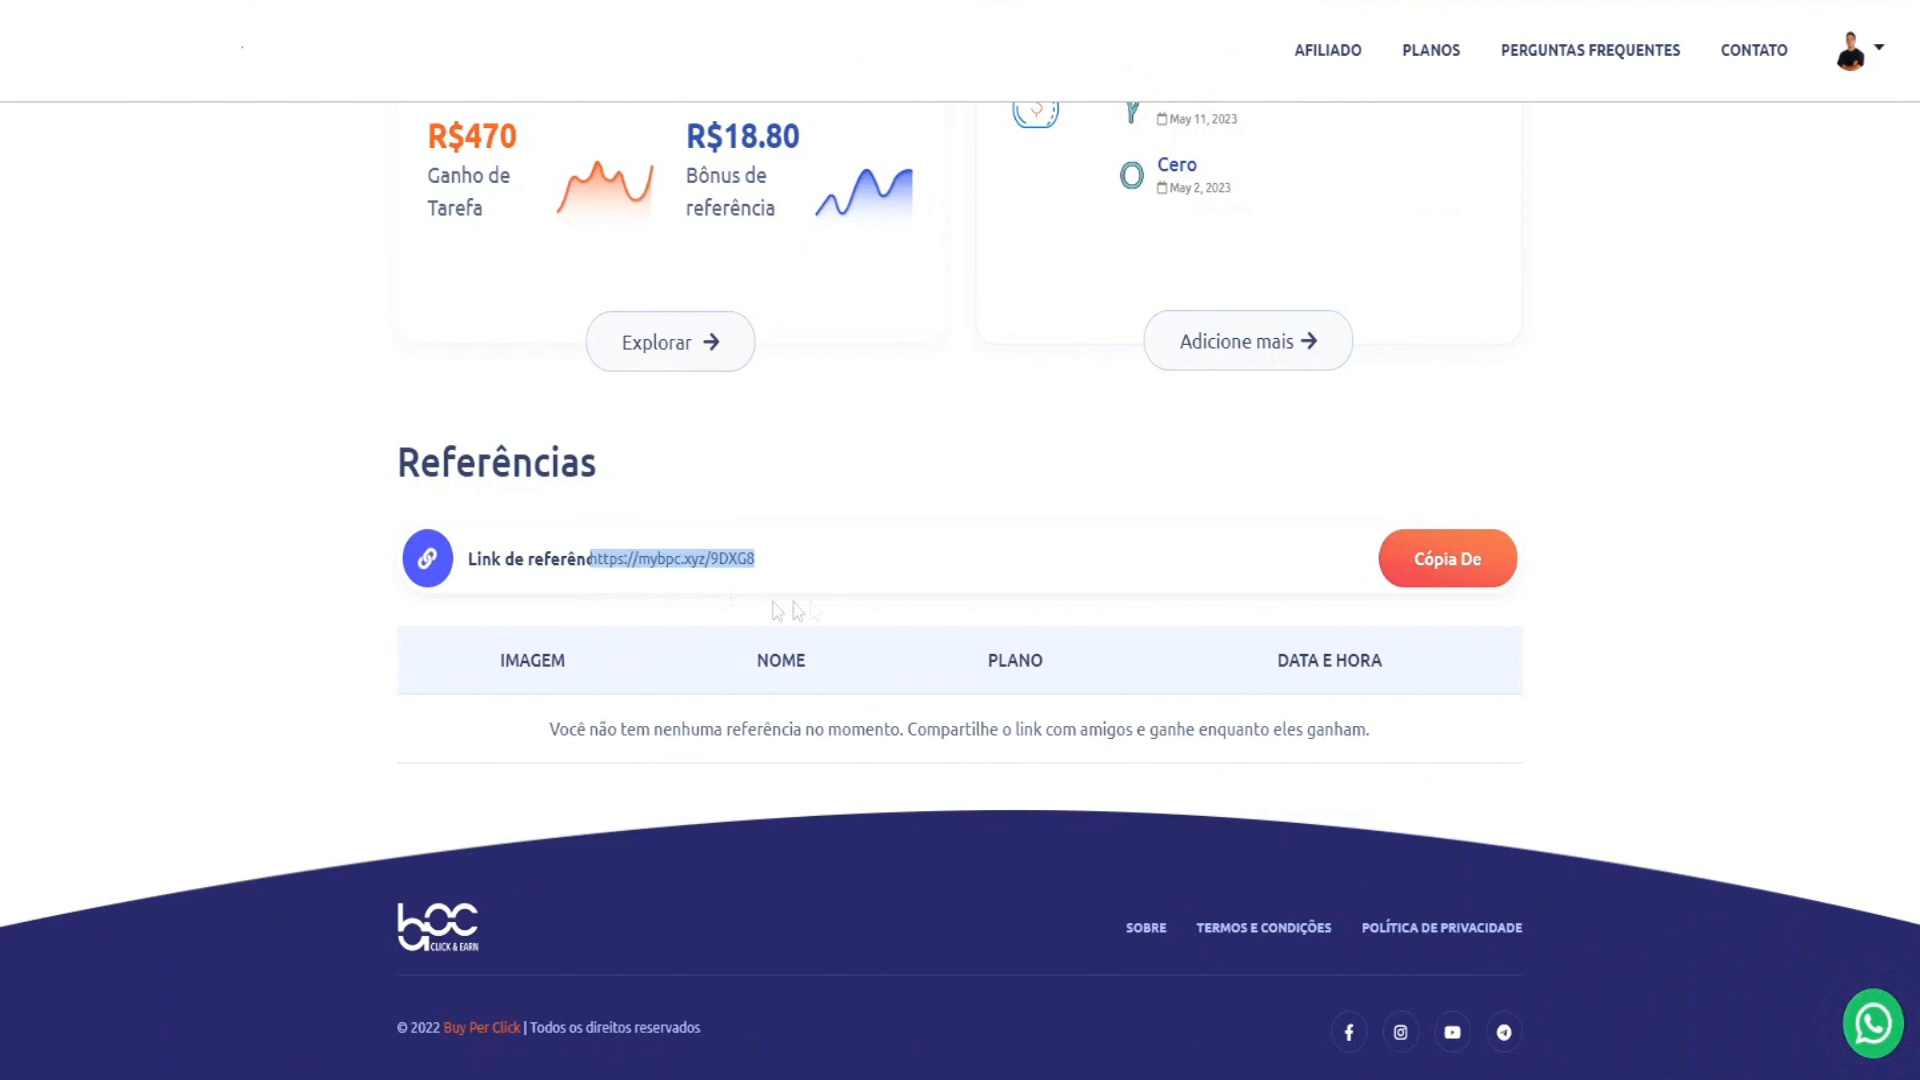 AFILIADO PLANOS PERGUNTAS FREQUENTES CONTATO
R$470
Ganho de
Tarefa
R$18.80
Bônus de
referência
May 11, 2023
Cero
May 2, 2023
Explorar
Adicione mais
Referências
Link de referênc
https://mybpc.xyz/9DXG8
Cópia De
IMAGEM NOME PLANO DATA E HORA
Você não tem nenhuma referência no momento. Compartilhe o link com amigos e ganhe enquanto eles ganham.
bpc
CLICK & EARN
SOBRE TERMOS E CONDIÇÕES POLÍTICA DE PRIVACIDADE
© 2022 Buy Per Click | Todos os direitos reservados